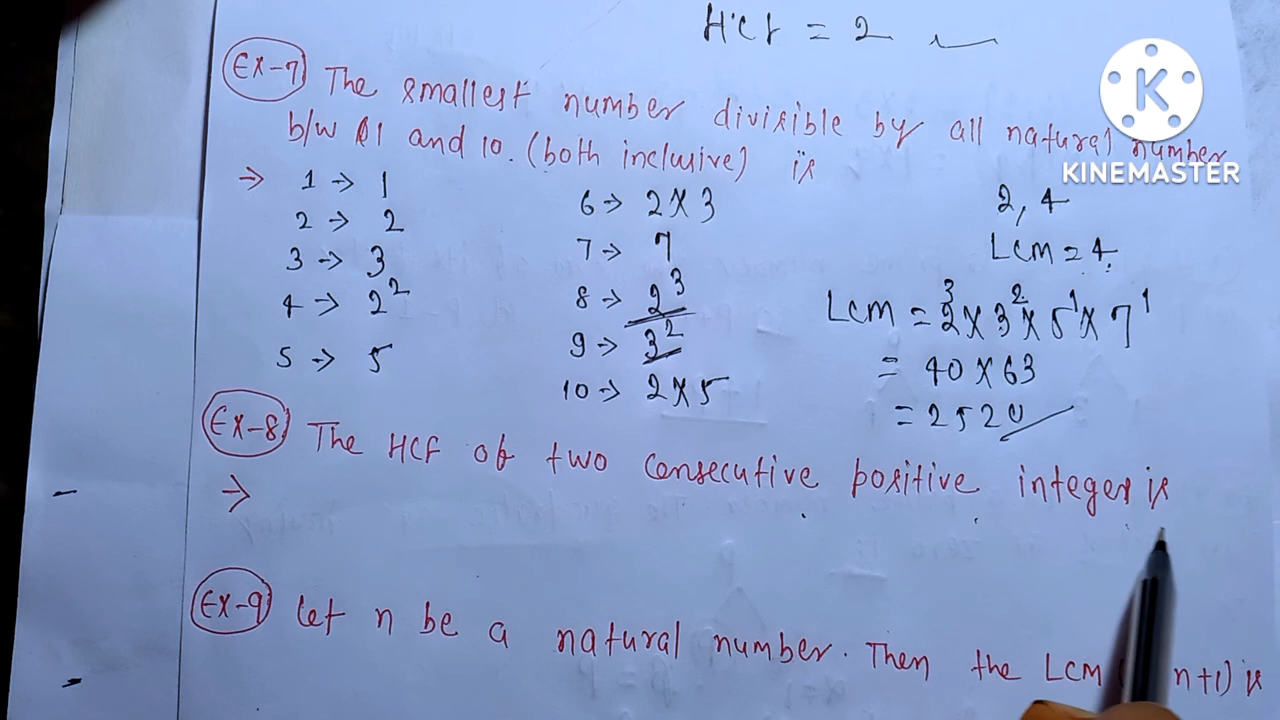 HCF = 2
Ex-7 The smallest number divisible by all natural number
b/w 1 and 10. (both inclusive) is
→ 1 → 1
2 → 2
3 → 3
4 → 2²
5 → 5
6 → 2×3
7 → 7
8 → 2³
9 → 3²
10 → 2×5
2, 4
LCM = 4
LCM = 2³ × 3² × 5¹ × 7¹
= 40 × 63
= 2520
Ex-8 The HCF of two consecutive positive integers is
→
Ex-9 Let n be a natural number. Then the LCM n+1) is
K
KINEMASTER